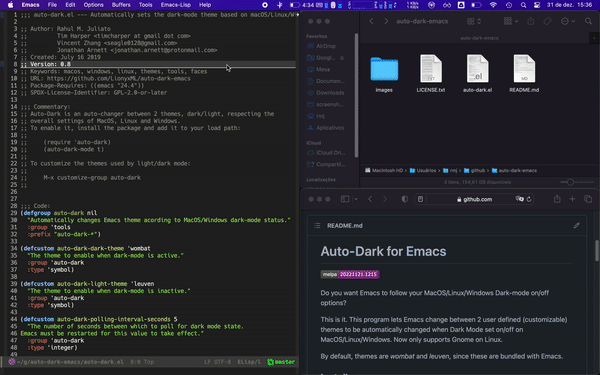 Emacs File Edit Options Buffers Tools Emacs-Lisp Help
31 de dez. 15:36
1 ;;; auto-dark.el --- Automatically sets the dark-mode theme based on macOS/Linux/W
2
3 ;; Author: Rahul M. Juliato
4 ;; Tim Harper <timcharper at gmail dot com>
5 ;; Vincent Zhang <seagle0128@gmail.com>
6 ;; Jonathan Arnett <jonathan.arnett@protonmail.com>
7 ;; Created: July 16 2019
8 ;; Version: 0.8
9 ;; Keywords: macos, windows, linux, themes, tools, faces
10 ;; URL: https://github.com/LionyxML/auto-dark-emacs
11 ;; Package-Requires: ((emacs "24.4"))
12 ;; SPDX-License-Identifier: GPL-2.0-or-later
13
14 ;;; Commentary:
15 ;; Auto-Dark is an auto-changer between 2 themes, dark/light, respecting the
16 ;; overall settings of MacOS, Linux and Windows.
17 ;; To enable it, install the package and add it to your load path:
18 ;;
19 ;; (require 'auto-dark)
20 ;; (auto-dark-mode t)
21 ;;
22 ;; To customize the themes used by light/dark mode:
23 ;;
24 ;; M-x customize-group auto-dark
25 ;;
26
27
28 ;;; Code:
29 (defgroup auto-dark nil
30 "Automatically changes Emacs theme acording to MacOS/Windows dark-mode status."
31 :group 'tools
32 :prefix "auto-dark-*")
33
34 (defcustom auto-dark-dark-theme 'wombat
35 "The theme to enable when dark-mode is active."
36 :group 'auto-dark
37 :type 'symbol)
38
39 (defcustom auto-dark-light-theme 'leuven
40 "The theme to enable when dark-mode is inactive."
41 :group 'auto-dark
42 :type 'symbol)
43
44 (defcustom auto-dark-polling-interval-seconds 5
45 "The number of seconds between which to poll for dark mode state.
46 Emacs must be restarted for this value to take effect."
47 :group 'auto-dark
48 :type 'integer)
49
~/g/auto-dark-emacs/auto-dark.el 8:0 Top LF UTF-8 ELisp/l master
Favoritos
AirDrop
Mesa
Documen...
Downloads
screensh...
rmj
Aplicativos
iCloud
iCloud Dri...
Compartil...
auto-dark-emacs
auto-dark-emacs
images
LICENSE.txt
auto-dark.el
README.md
Macintosh HD › Usuários › rmj › github › auto-dark-emacs
github.com
README.md
Auto-Dark for Emacs
melpa 20221121.1215
Do you want Emacs to follow your MacOS/Linux/Windows Dark-mode on/off
options?
This is it. This program lets Emacs change between 2 user defined (customizable)
themes to be automatically changed when Dark Mode set on/off on
MacOS/Linux/Windows. Now only supports Gnome on Linux.
By default, themes are wombat and leuven, since these are bundled with Emacs.